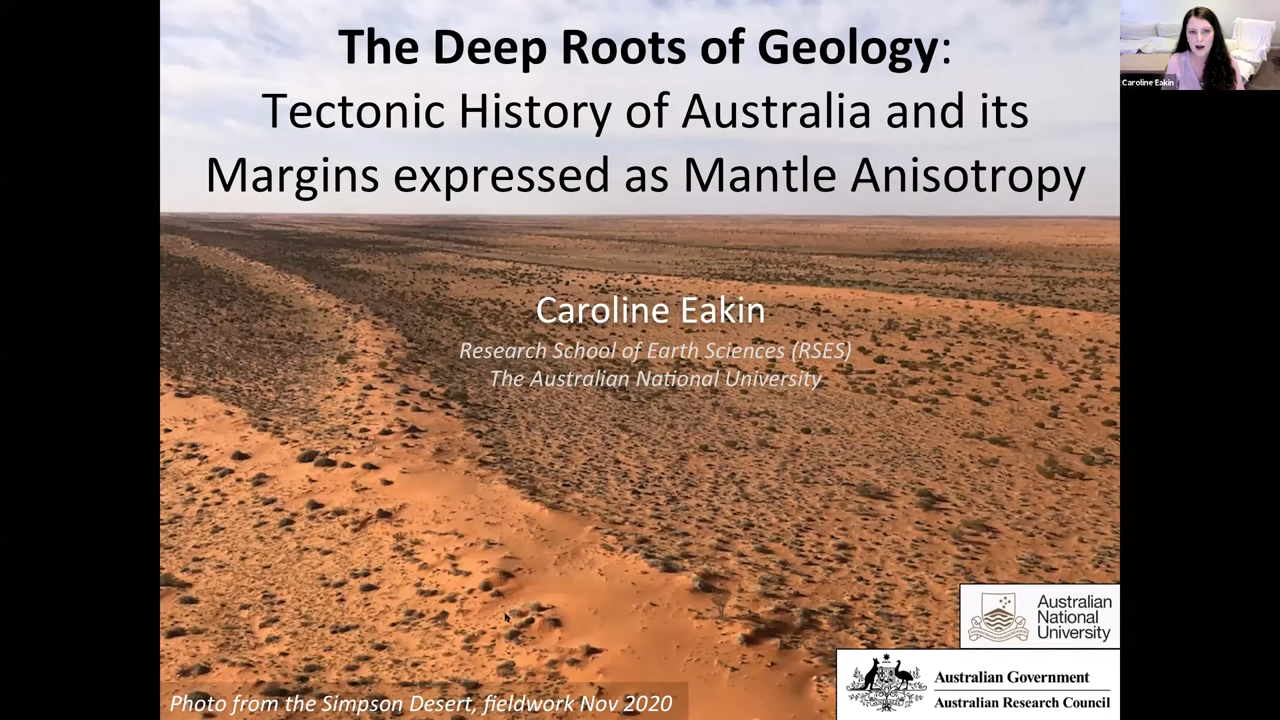 The Deep Roots of Geology:
Tectonic History of Australia and its
Margins expressed as Mantle Anisotropy
Caroline Eakin
Caroline Eakin
Research School of Earth Sciences (RSES)
The Australian National University
Australian
National
University
Australian Government
Australian Research Council
Photo from the Simpson Desert, fieldwork Nov 2020